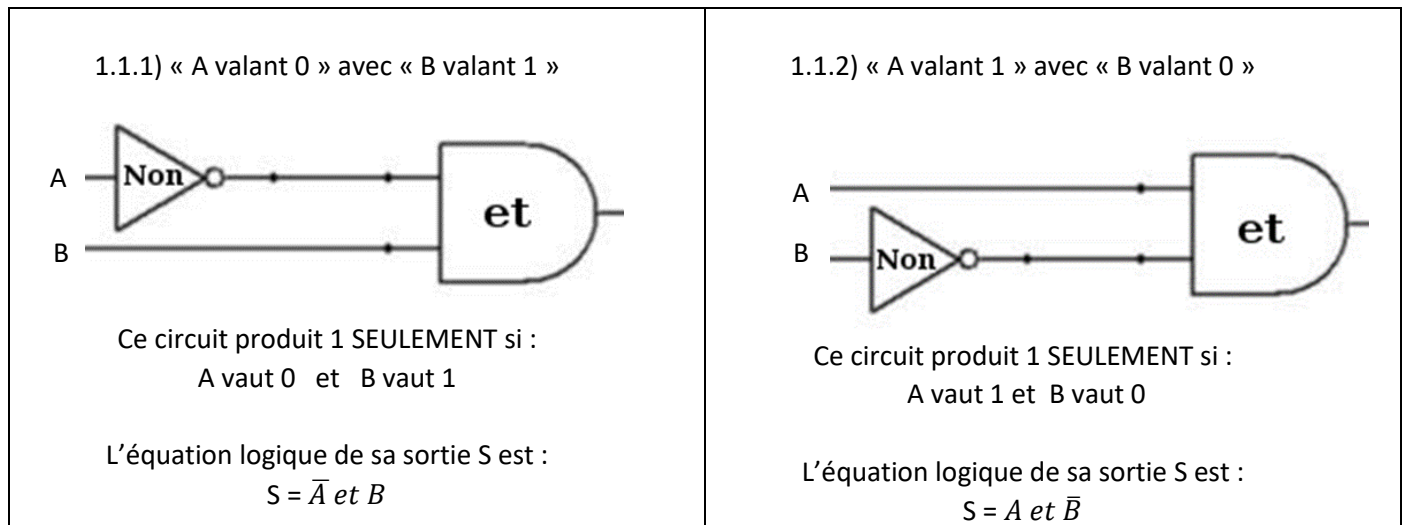 1.1.1) « A valant 0 » avec « B valant 1 »
A
Non
et
B
Ce circuit produit 1 SEULEMENT si :
A vaut 0 et B vaut 1
L’équation logique de sa sortie S est :
S = A̅ et B
1.1.2) « A valant 1 » avec « B valant 0 »
A
et
B
Non
Ce circuit produit 1 SEULEMENT si :
A vaut 1 et B vaut 0
L’équation logique de sa sortie S est :
S = A et B̅